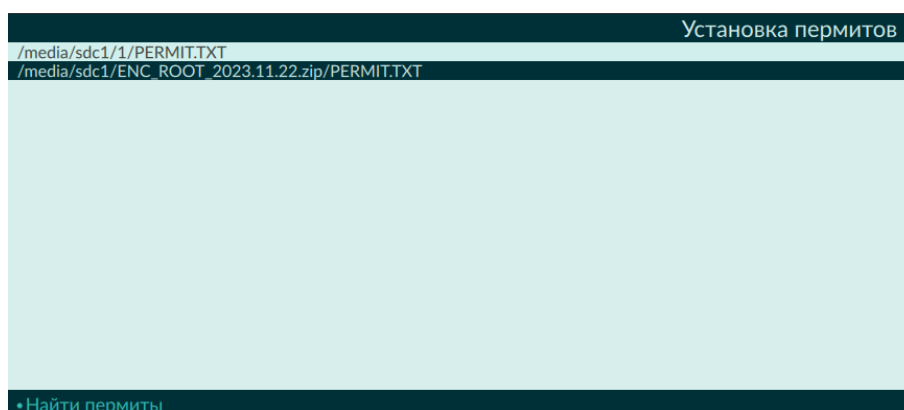 Установка пермитов
/media/sdc1/1/PERMIT.TXT
/media/sdc1/ENC_ROOT_2023.11.22.zip/PERMIT.TXT
•Найти пермиты